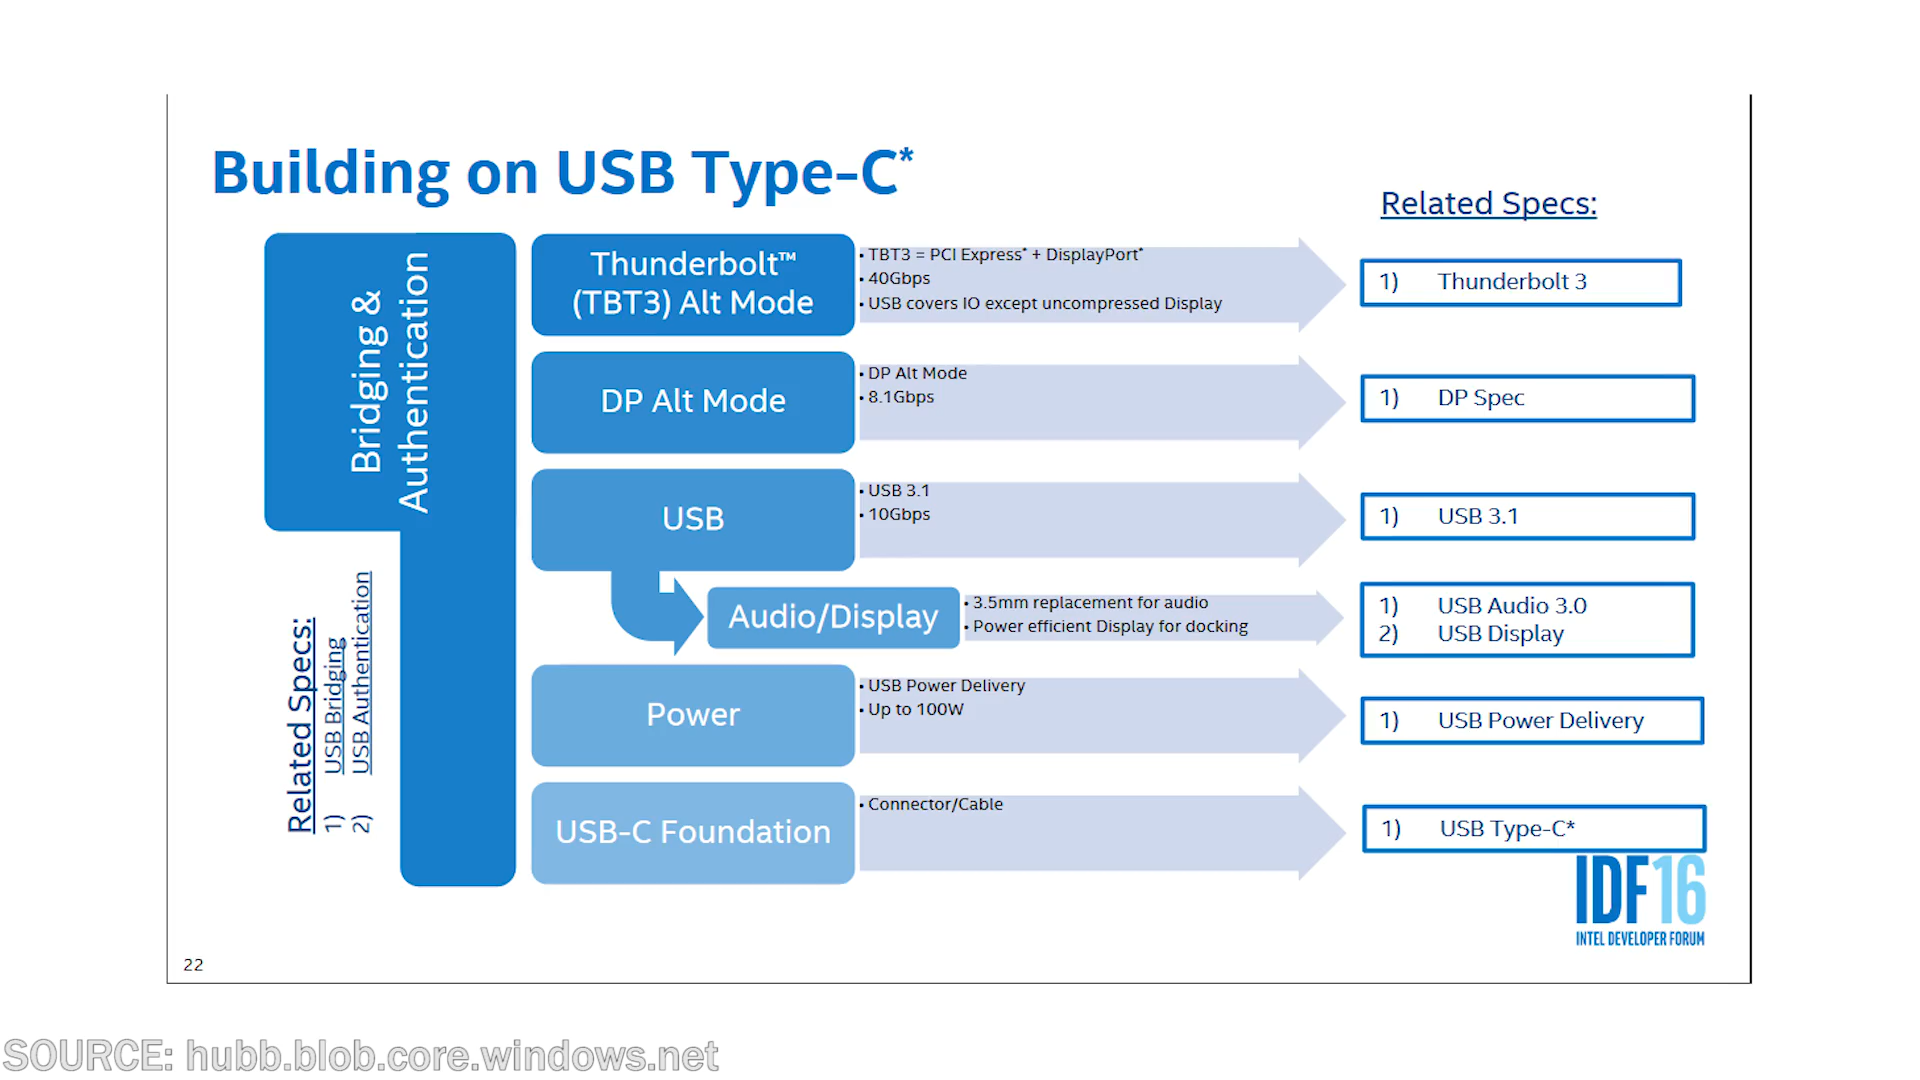 Building on USB Type-C*
Related Specs:
Bridging &
Authentication
Related Specs:
1) USB Bridging
2) USB Authentication
Thunderbolt™
(TBT3) Alt Mode
• TBT3 = PCI Express* + DisplayPort*
• 40Gbps
• USB covers IO except uncompressed Display
1) Thunderbolt 3
DP Alt Mode
• DP Alt Mode
• 8.1Gbps
1) DP Spec
USB
• USB 3.1
• 10Gbps
1) USB 3.1
Audio/Display
• 3.5mm replacement for audio
• Power efficient Display for docking
1) USB Audio 3.0
2) USB Display
Power
• USB Power Delivery
• Up to 100W
1) USB Power Delivery
USB-C Foundation
• Connector/Cable
1) USB Type-C*
IDF16
INTEL DEVELOPER FORUM
22
SOURCE: hubb.blob.core.windows.net